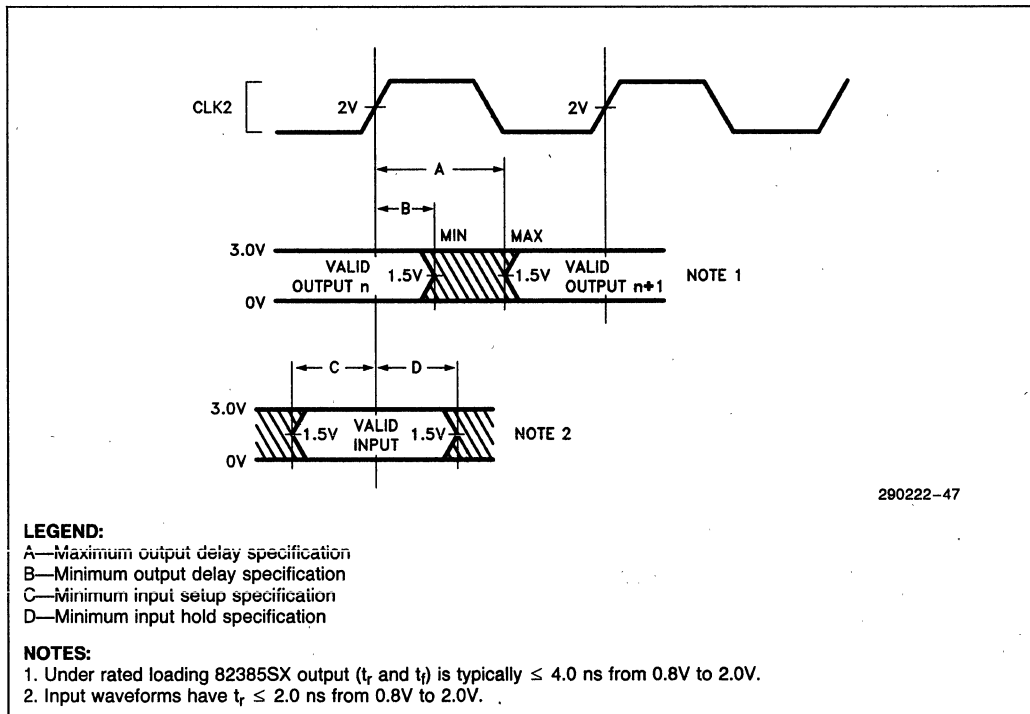 CLK2
2V
2V
A
B
MIN
MAX
3.0V
VALID
OUTPUT n
1.5V
1.5V
VALID
OUTPUT n+1
NOTE 1
0V
C
D
3.0V
1.5V
VALID
INPUT
1.5V
NOTE 2
0V
290222–47
LEGEND:
A—Maximum output delay specification
B—Minimum output delay specification
C—Minimum input setup specification
D—Minimum input hold specification
NOTES:
1. Under rated loading 82385SX output (tr and tf) is typically ≤ 4.0 ns from 0.8V to 2.0V.
2. Input waveforms have tr ≤ 2.0 ns from 0.8V to 2.0V.